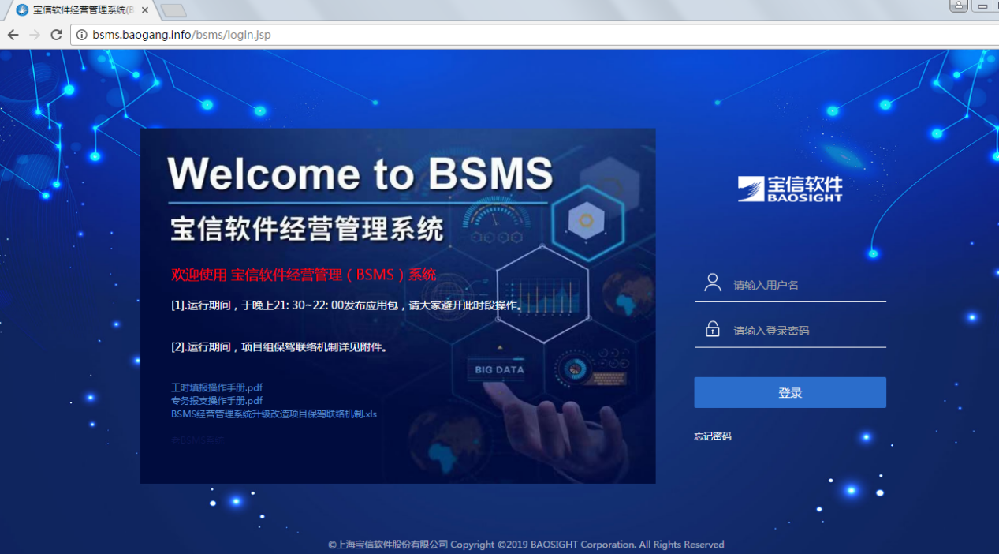 宝信软件经营管理系统(B
bsms.baogang.info/bsms/login.jsp
Welcome to BSMS
宝信软件经营管理系统
宝信软件
BAOSIGHT
欢迎使用 宝信软件经营管理（BSMS）系统
[1].运行期间，于晚上21: 30~22: 00发布应用包，请大家避开此时段操作。
[2].运行期间，项目组保驾联络机制详见附件。
BIG DATA
工时填报操作手册.pdf
专务报支操作手册.pdf
BSMS经营管理系统升级改造项目保驾联络机制.xls
老BSMS系统
请输入用户名
请输入登录密码
登录
忘记密码
©上海宝信软件股份有限公司 Copyright ©2019 BAOSIGHT Corporation. All Rights Reserved